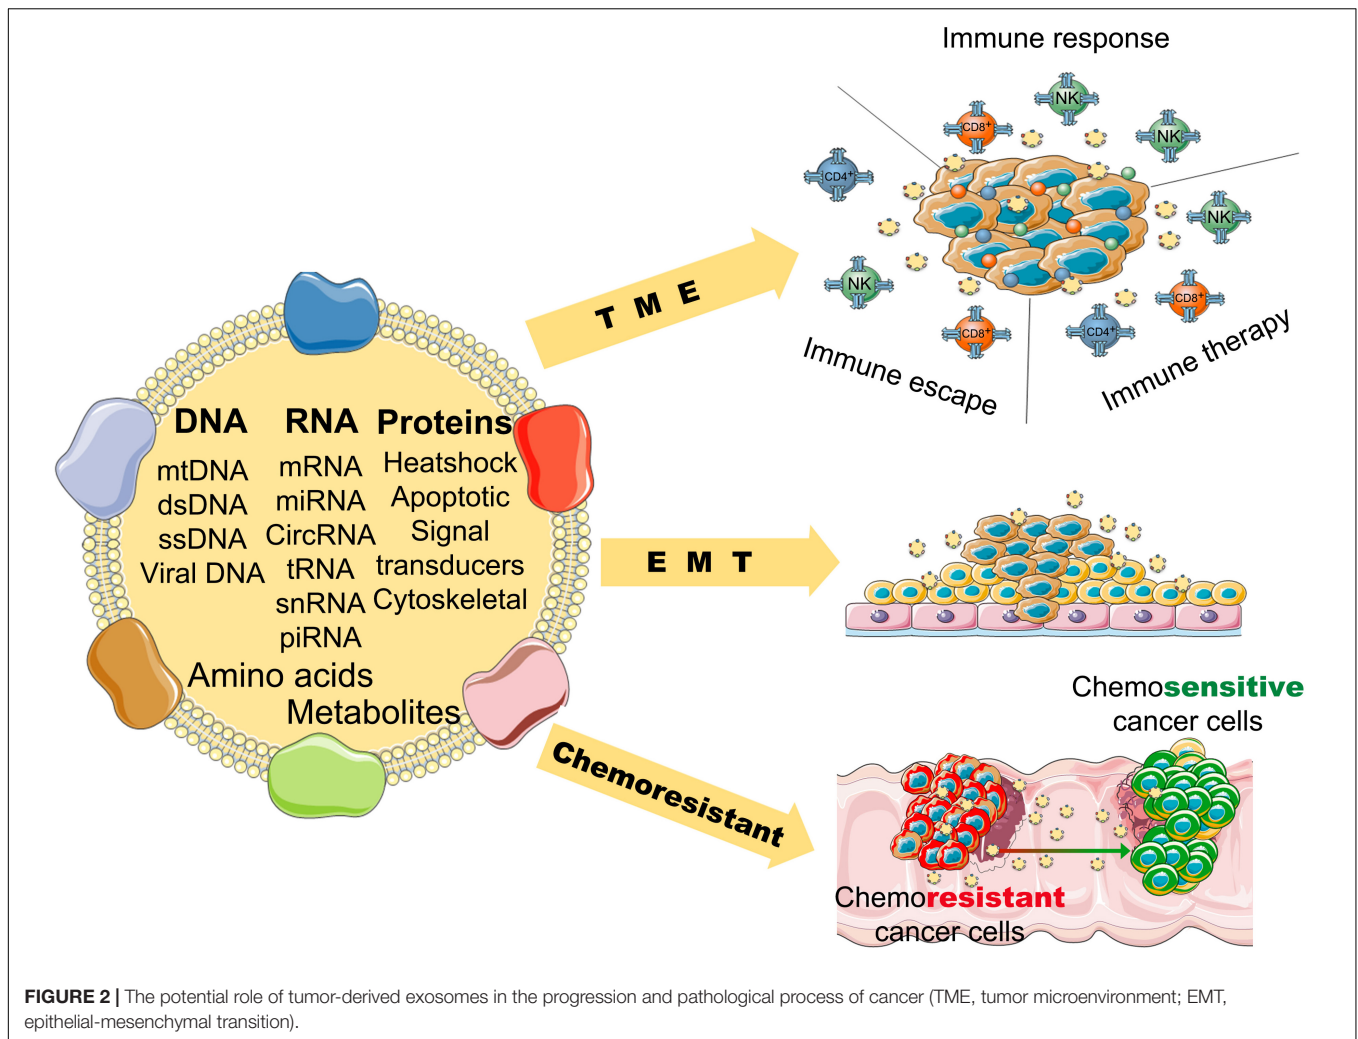 Immune response
NK
CD8+
NK
CD4+
NK
NK
CD8+
CD8+
CD4+
Immune escape
Immune therapy
T M E
DNA
mtDNA
dsDNA
ssDNA
Viral DNA
RNA
mRNA
miRNA
CircRNA
tRNA
snRNA
piRNA
Proteins
Heatshock
Apoptotic
Signal
transducers
Cytoskeletal
Amino acids
Metabolites
E M T
Chemoresistant
Chemosensitive
cancer cells
Chemoresistant
cancer cells
FIGURE 2 | The potential role of tumor-derived exosomes in the progression and pathological process of cancer (TME, tumor microenvironment; EMT,
epithelial-mesenchymal transition).